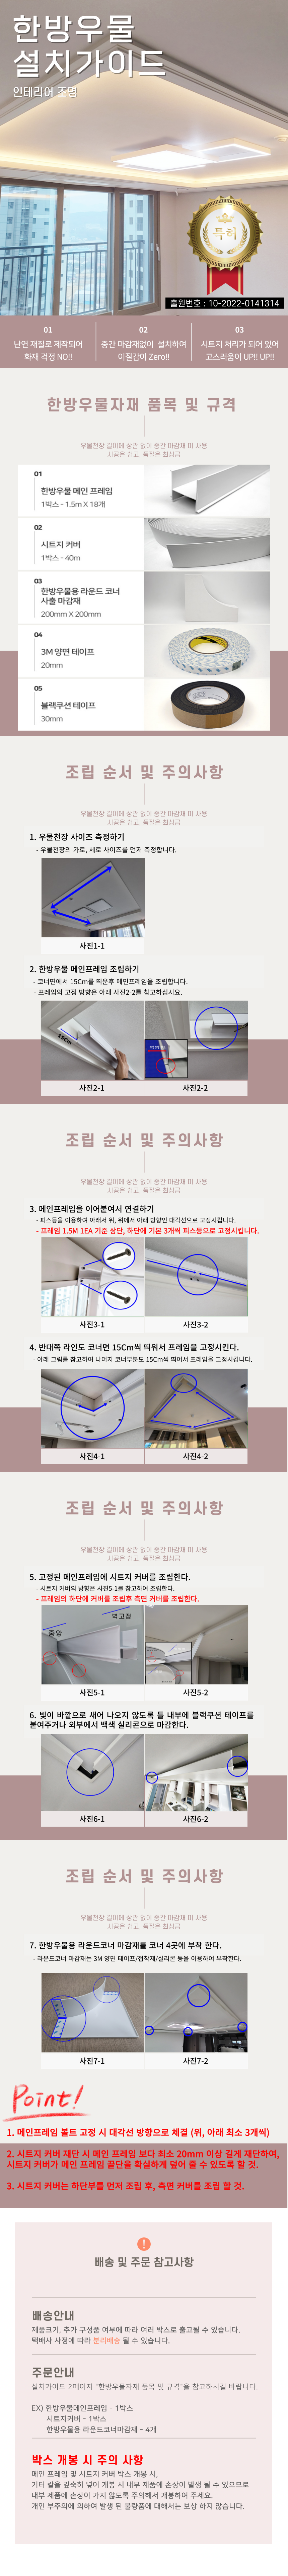 한방우물
설치가이드
인테리어 조명
특허
출원번호 : 10-2022-0141314
01
난연 재질로 제작되어
화재 걱정 NO!!
02
중간 마감재없이 설치하여
이질감이 Zero!!
03
시트지 처리가 되어 있어
고스러움이 UP!! UP!!
한방우물자재 품목 및 규격
우물천장 길이에 상관 없이 중간 마감재 미 사용
시공은 쉽고, 품질은 최상급
01
한방우물 메인 프레임
1박스 - 1.5m X 18개
02
시트지 커버
1박스 - 40m
03
한방우물용 라운드 코너
사출 마감재
200mm X 200mm
04
3M 양면 테이프
20mm
05
블랙쿠션 테이프
30mm
조립 순서 및 주의사항
우물천장 길이에 상관 없이 중간 마감재 미 사용
시공은 쉽고, 품질은 최상급
1. 우물천장 사이즈 측정하기
- 우물천장의 가로, 세로 사이즈를 먼저 측정합니다.
사진1-1
2. 한방우물 메인프레임 조립하기
- 코너면에서 15Cm를 띄운후 메인프레임을 조립합니다.
- 프레임의 고정 방향은 아래 사진2-2를 참고하십시요.
15CM
사진2-1
사진2-2
조립 순서 및 주의사항
우물천장 길이에 상관 없이 중간 마감재 미 사용
시공은 쉽고, 품질은 최상급
3. 메인프레임을 이어붙여서 연결하기
- 피스등을 이용하여 아래서 위, 위에서 아래 방향인 대각선으로 고정시킵니다.
- 프레임 1.5M 1EA 기준 상단, 하단에 기본 3개씩 피스등으로 고정시킵니다.
사진3-1
사진3-2
4. 반대쪽 라인도 코너면 15Cm씩 띄워서 프레임을 고정시킨다.
- 아래 그림를 참고하여 나머지 코너부분도 15Cm씩 띄어서 프레임을 고정시킵니다.
사진4-1
사진4-2
조립 순서 및 주의사항
우물천장 길이에 상관 없이 중간 마감재 미 사용
시공은 쉽고, 품질은 최상급
5. 고정된 메인프레임에 시트지 커버를 조립한다.
- 시트지 커버의 방향은 사진5-1를 참고하여 조립한다.
- 프레임의 하단에 커버를 조립후 측면 커버를 조립한다.
중앙
벽고정
사진5-1
사진5-2
6. 빛이 바깥으로 새어 나오지 않도록 틀 내부에 블랙쿠션 테이프를
붙여주거나 외부에서 백색 실리콘으로 마감한다.
사진6-1
사진6-2
조립 순서 및 주의사항
우물천장 길이에 상관 없이 중간 마감재 미 사용
시공은 쉽고, 품질은 최상급
7. 한방우물용 라운드코너 마감재를 코너 4곳에 부착 한다.
- 라운드코너 마감재는 3M 양면 테이프/접착제/실리콘 등을 이용하여 부착한다.
사진7-1
사진7-2
Point!
1. 메인프레임 볼트 고정 시 대각선 방향으로 체결 (위, 아래 최소 3개씩)
2. 시트지 커버 재단 시 메인 프레임 보다 최소 20mm 이상 길게 재단하여,
시트지 커버가 메인 프레임 끝단을 확실하게 덮어 줄 수 있도록 할 것.
3. 시트지 커버는 하단부를 먼저 조립 후, 측면 커버를 조립 할 것.
!
배송 및 주문 참고사항
배송안내
제품크기, 추가 구성품 여부에 따라 여러 박스로 출고될 수 있습니다.
택배사 사정에 따라 분리배송 될 수 있습니다.
주문안내
설치가이드 2페이지 "한방우물자재 품목 및 규격"을 참고하시길 바랍니다.
EX) 한방우물메인프레임 - 1박스
시트지커버 - 1박스
한방우물용 라운드코너마감재 - 4개
박스 개봉 시 주의 사항
메인 프레임 및 시트지 커버 박스 개봉 시,
커터 칼을 깊숙히 넣어 개봉 시 내부 제품에 손상이 발생 될 수 있으므로
내부 제품에 손상이 가지 않도록 주의해서 개봉하여 주세요.
개인 부주의에 의하여 발생 된 불량품에 대해서는 보상 하지 않습니다.